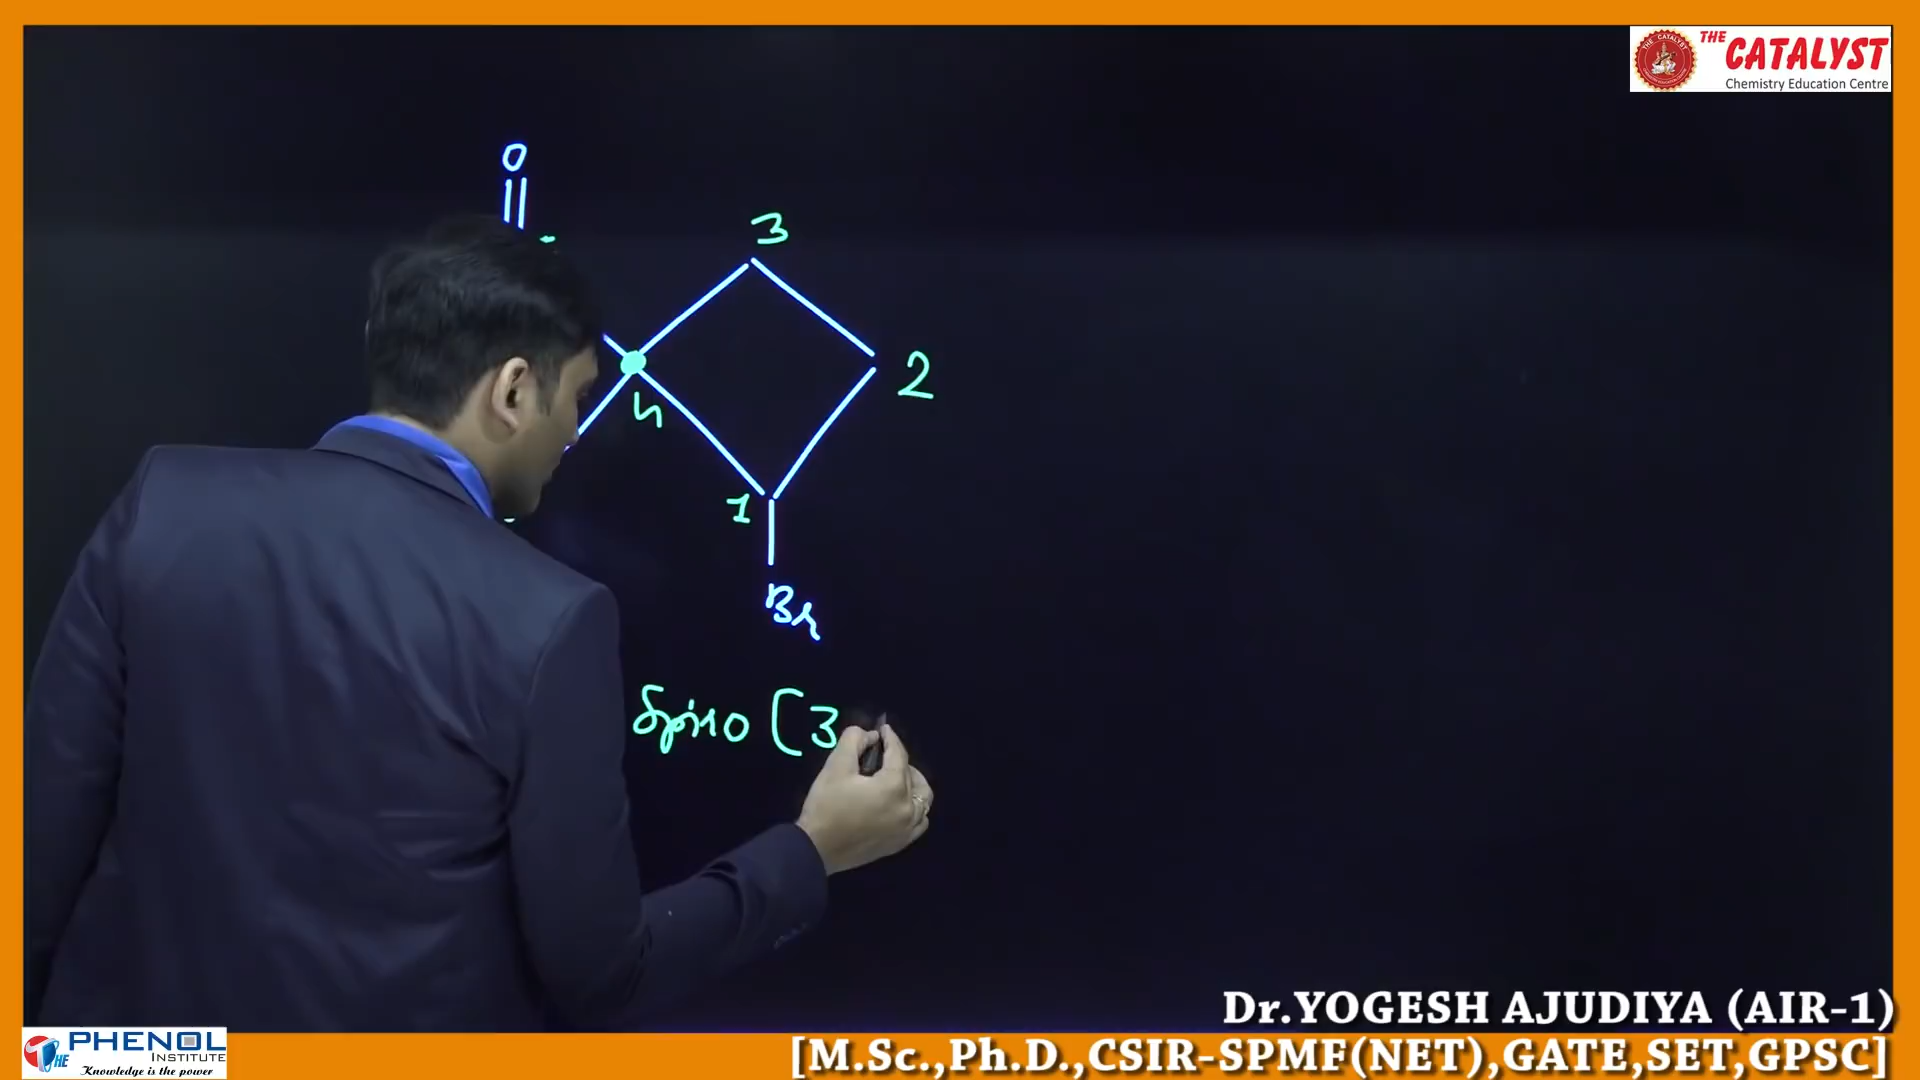 THE
CATALYST
Chemistry Education Centre
O
3
2
4
1
Br
Spiro [3
Dr.YOGESH AJUDIYA (AIR-1)
[M.Sc.,Ph.D.,CSIR-SPMF(NET),GATE,SET,GPSC]
THE PHENOL
INSTITUTE
Knowledge is the power